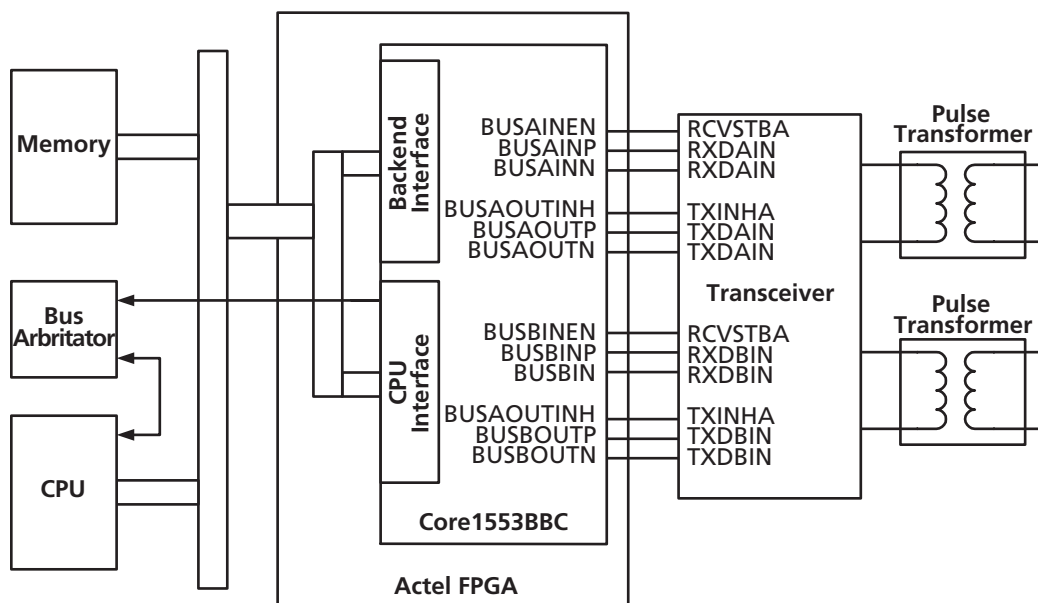 Memory
Bus
Arbritator
CPU
Backend
Interface
CPU
Interface
BUSAINEN
BUSAINP
BUSAINN
BUSAOUTINH
BUSAOUTP
BUSAOUTN
BUSBINEN
BUSBINP
BUSBIN
BUSAOUTINH
BUSBOUTP
BUSBOUTN
Core1553BBC
Actel FPGA
RCVSTBA
RXDAIN
RXDAIN
TXINHA
TXDAIN
TXDAIN
Transceiver
RCVSTBA
RXDBIN
RXDBIN
TXINHA
TXDBIN
TXDBIN
Pulse
Transformer
Pulse
Transformer